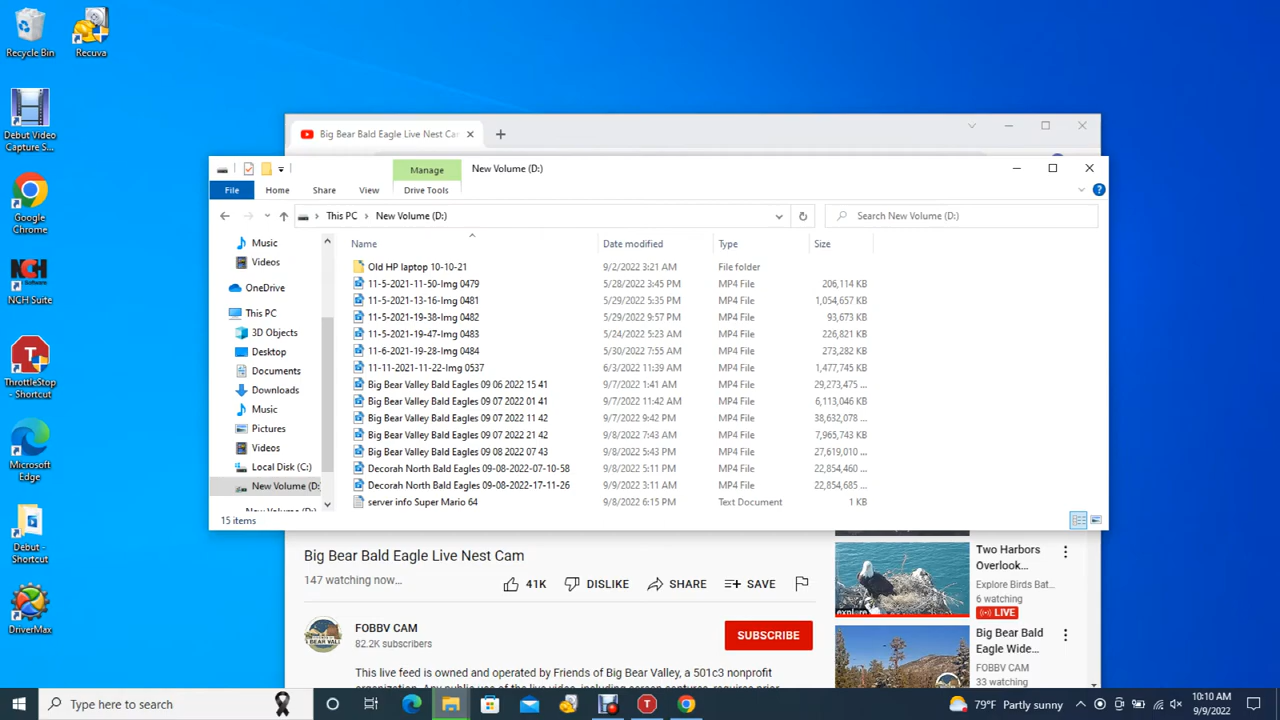 Recycle Bin
Recuva
Debut Video
Capture S...
Google
Chrome
NCH
NCH Suite
ThrottleStop
- Shortcut
Microsoft
Edge
Debut -
Shortcut
DriverMax
Big Bear Bald Eagle Live Nest Ca
Manage
New Volume (D:)
File
Home
Share
View
Drive Tools
This PC
New Volume (D:)
Search New Volume (D:)
Name
Date modified
Type
Size
Music
Videos
OneDrive
This PC
3D Objects
Desktop
Documents
Downloads
Music
Pictures
Videos
Local Disk (C:)
New Volume (D:
New Volume (D:)
Old HP laptop 10-10-21 9/2/2022 3:21 AM File folder
11-5-2021-11-50-Img 0479 5/28/2022 3:45 PM MP4 File 206,114 KB
11-5-2021-13-16-Img 0481 5/29/2022 5:35 PM MP4 File 1,054,657 KB
11-5-2021-19-38-Img 0482 5/29/2022 9:57 PM MP4 File 93,673 KB
11-5-2021-19-47-Img 0483 5/24/2022 5:23 AM MP4 File 226,821 KB
11-6-2021-19-28-Img 0484 5/30/2022 7:55 AM MP4 File 273,282 KB
11-11-2021-11-22-Img 0537 6/3/2022 11:39 AM MP4 File 1,477,745 KB
Big Bear Valley Bald Eagles 09 06 2022 15 41 9/7/2022 1:41 AM MP4 File 29,273,475 ...
Big Bear Valley Bald Eagles 09 07 2022 01 41 9/7/2022 11:42 AM MP4 File 6,113,046 KB
Big Bear Valley Bald Eagles 09 07 2022 11 42 9/7/2022 9:42 PM MP4 File 38,632,078 ...
Big Bear Valley Bald Eagles 09 07 2022 21 42 9/8/2022 7:43 AM MP4 File 7,965,743 KB
Big Bear Valley Bald Eagles 09 08 2022 07 43 9/8/2022 5:43 PM MP4 File 27,619,010 ...
Decorah North Bald Eagles 09-08-2022-07-10-58 9/8/2022 5:11 PM MP4 File 22,854,460 ...
Decorah North Bald Eagles 09-08-2022-17-11-26 9/9/2022 3:11 AM MP4 File 22,854,685 ...
server info Super Mario 64 9/8/2022 6:15 PM Text Document 1 KB
15 items
Big Bear Bald Eagle Live Nest Cam
147 watching now...
41K
DISLIKE
SHARE
SAVE
FOBBV CAM
82.2K subscribers
SUBSCRIBE
This live feed is owned and operated by Friends of Big Bear Valley, a 501c3 nonprofit
explore
Two Harbors
Overlook...
Explore Birds Bat...
6 watching
LIVE
Big Bear Bald
Eagle Wide...
FOBBV CAM
33 watching
Type here to search
79°F Partly sunny
10:10 AM
9/9/2022